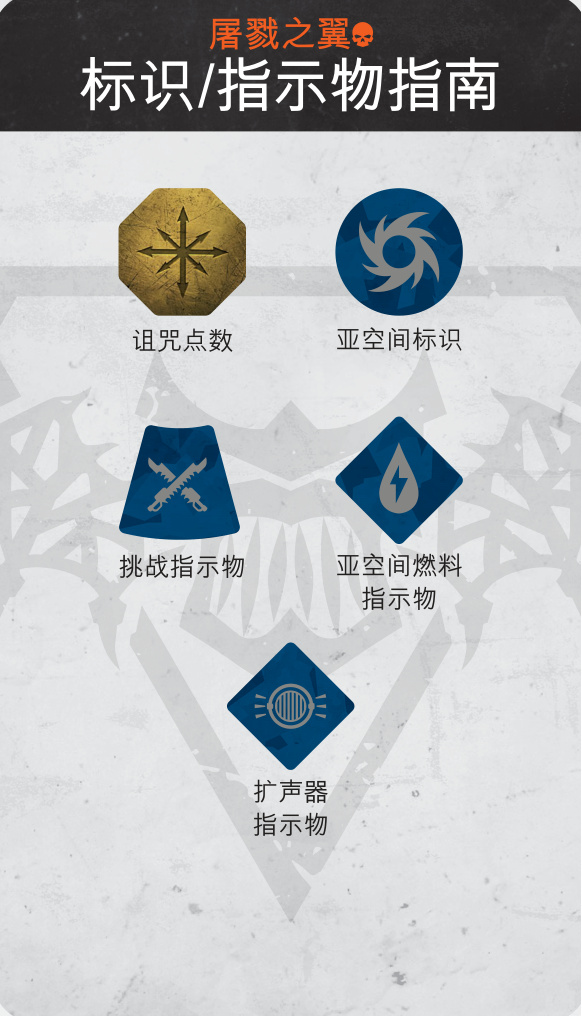 屠戮之翼
标识/指示物指南
诅咒点数
亚空间标识
挑战指示物
亚空间燃料
指示物
扩声器
指示物